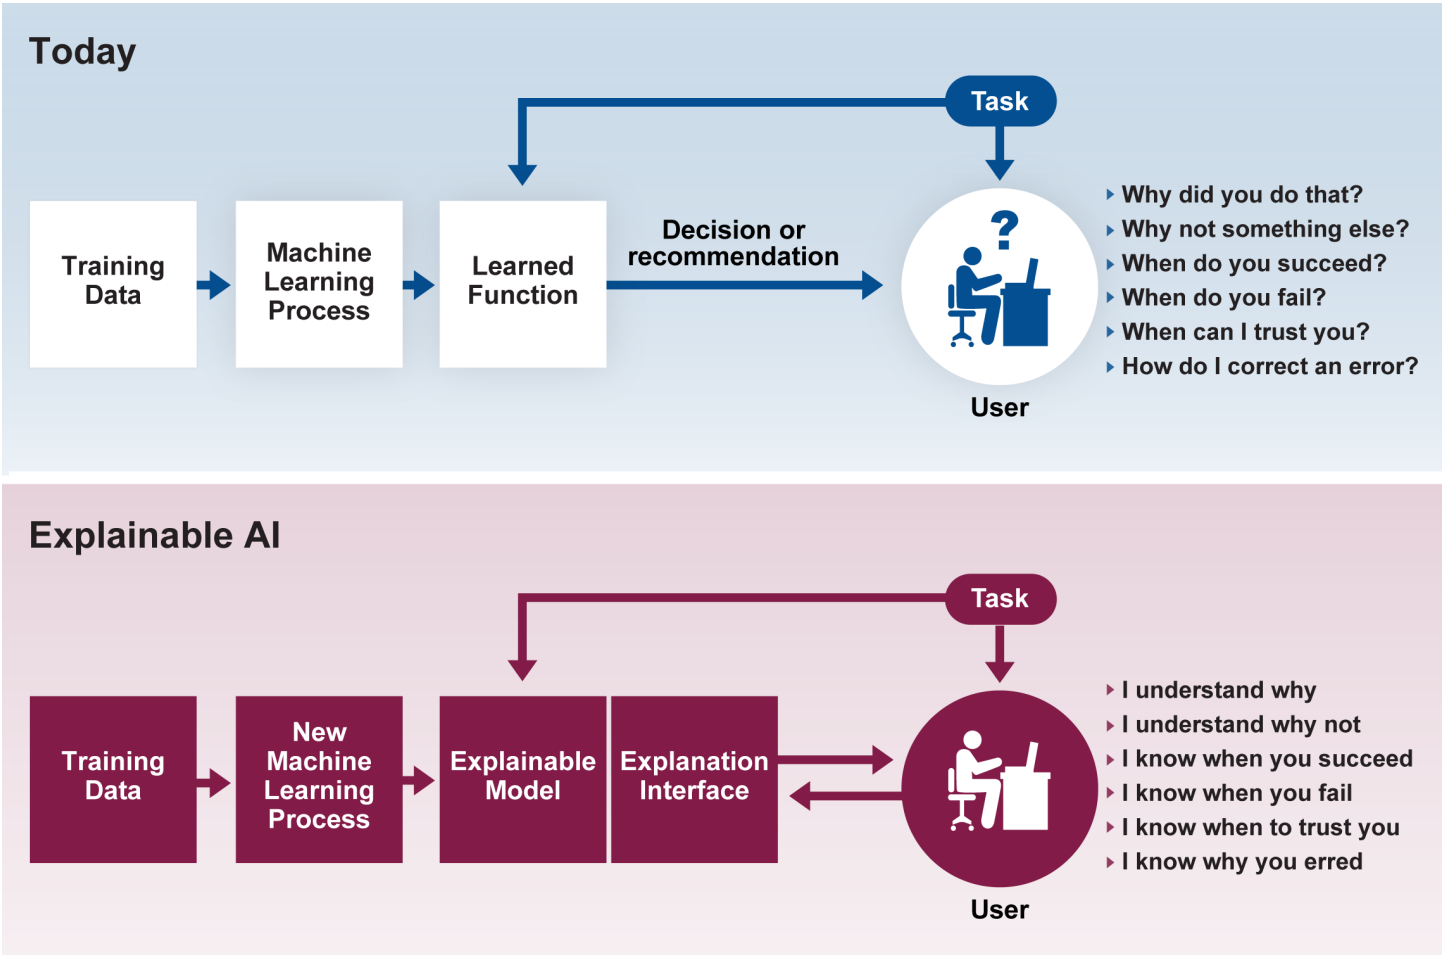 Today
Task
Training
Data
Machine
Learning
Process
Learned
Function
Decision or
recommendation
?
User
Why did you do that?
Why not something else?
When do you succeed?
When do you fail?
When can I trust you?
How do I correct an error?
Explainable AI
Task
Training
Data
New
Machine
Learning
Process
Explainable
Model
Explanation
Interface
User
I understand why
I understand why not
I know when you succeed
I know when you fail
I know when to trust you
I know why you erred